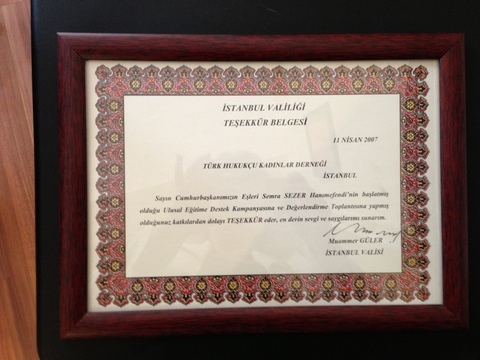 İSTANBUL VALİLİĞİ
TEŞEKKÜR BELGESİ
11 NİSAN 2007
TÜRK HUKUKÇU KADINLAR DERNEĞİ
İSTANBUL
Sayın Cumhurbaşkanımızın Eşleri Semra SEZER Hanımefendi'nin başlatmış
olduğu Ulusal Eğitime Destek Kampanyasına ve Değerlendirme Toplantısına yapmış
olduğunuz katkılardan dolayı TEŞEKKÜR eder, en derin sevgi ve saygılarımı sunarım.
Muammer GÜLER
İSTANBUL VALİSİ